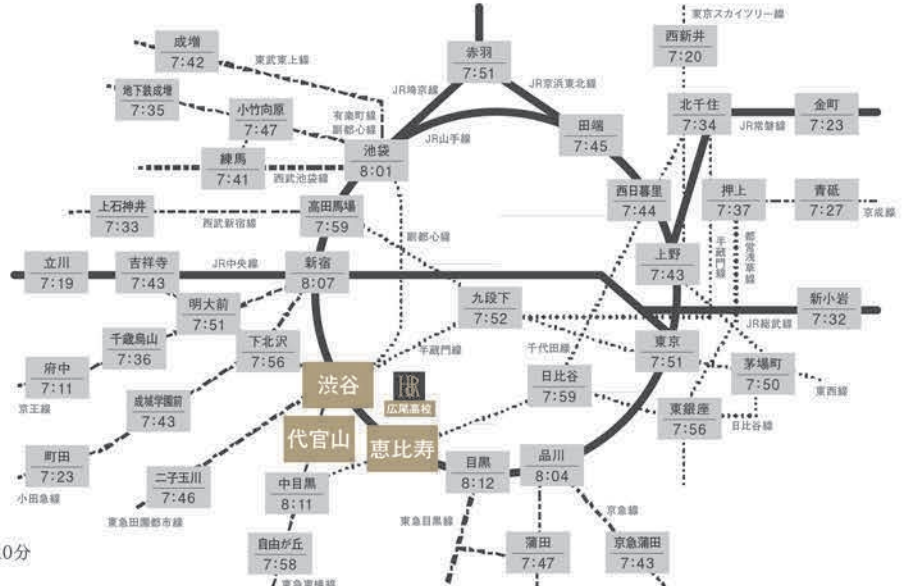 東京スカイツリー線
成増
7:42
東武東上線
赤羽
7:51
西新井
7:20
地下鉄成増
7:35
小竹向原
7:47
有楽町線
副都心線
JR埼京線
JR京浜東北線
JR山手線
池袋
8:01
田端
7:45
北千住
7:34
JR常磐線
金町
7:23
練馬
7:41
西武池袋線
西日暮里
7:44
押上
7:37
青砥
7:27
京成線
上石神井
7:33
西武新宿線
高田馬場
7:59
副都心線
半蔵門線
都営浅草線
上野
7:43
立川
7:19
吉祥寺
7:43
JR中央線
新宿
8:07
明大前
7:51
九段下
7:52
新小岩
7:32
JR総武線
千歳烏山
7:36
下北沢
7:56
半蔵門線
千代田線
東京
7:51
茅場町
7:50
東西線
府中
7:11
京王線
渋谷
広尾高校
日比谷
7:59
東銀座
7:56
日比谷線
成城学園前
7:43
代官山
恵比寿
町田
7:23
小田急線
二子玉川
7:46
東急田園都市線
中目黒
8:11
目黒
8:12
品川
8:04
東急目黒線
京急線
自由が丘
7:58
蒲田
7:47
京急蒲田
7:43
0分
東急東横線